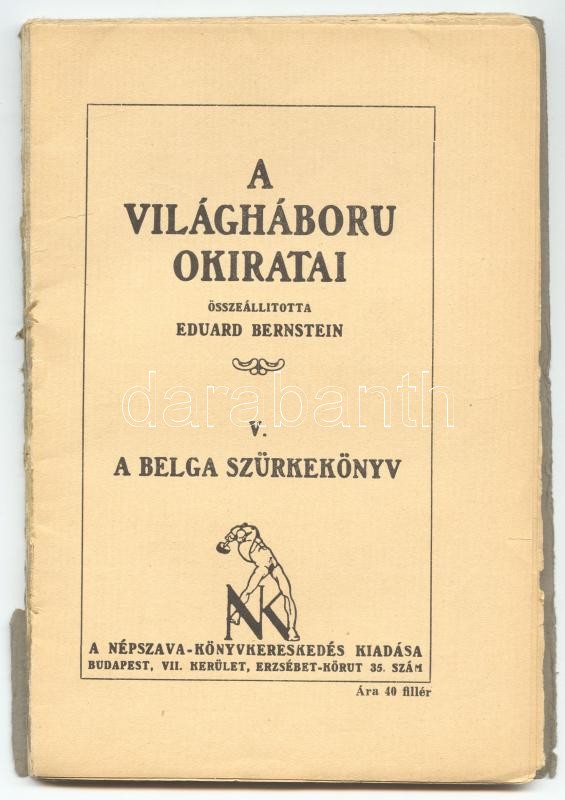 A
VILÁGHÁBORU
OKIRATAI
ÖSSZEÁLLITOTTA
EDUARD BERNSTEIN
darabanth
V.
A BELGA SZÜRKEKÖNYV
NK
A NÉPSZAVA-KÖNYVKERESKEDÉS KIADÁSA
BUDAPEST, VII. KERÜLET, ERZSÉBET-KÖRUT 35. SZÁM
Ára 40 fillér